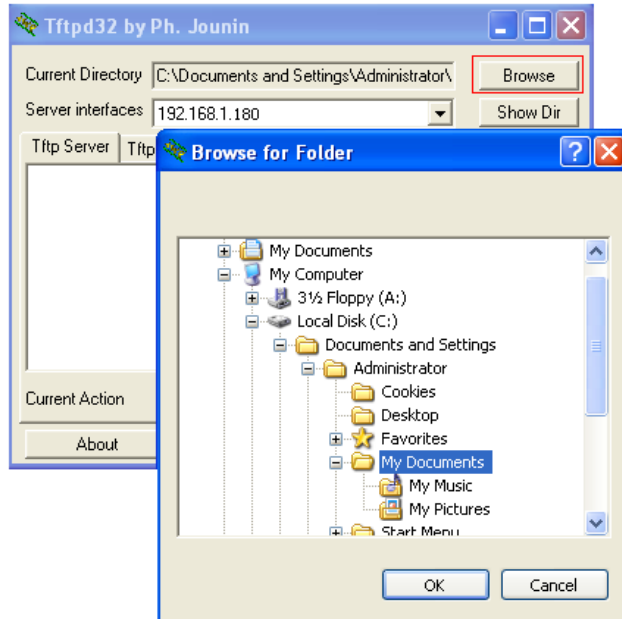 Tftpd32 by Ph. Jounin
Current Directory C:\Documents and Settings\Administrator\ Browse
Server interfaces 192.168.1.180 Show Dir
Tftp Server Tftp
Browse for Folder
My Documents
My Computer
3½ Floppy (A:)
Local Disk (C:)
Documents and Settings
Administrator
Cookies
Desktop
Favorites
My Documents
My Music
My Pictures
Start Menu
Current Action
About
OK Cancel